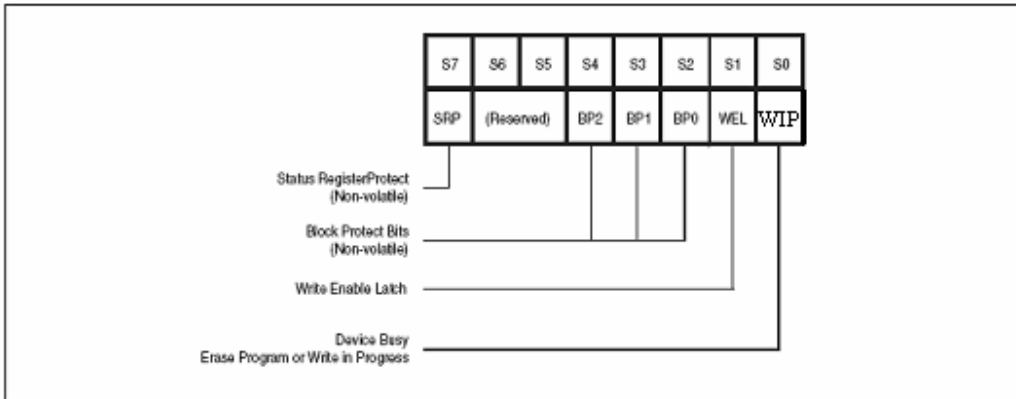 S7 S6 S5 S4 S3 S2 S1 S0
SRP (Reserved) BP2 BP1 BP0 WEL WIP
Status RegisterProtect
(Non-volatile)
Block Protect Bits
(Non-volatile)
Write Enable Latch
Device Busy
Erase Program or Write in Progress